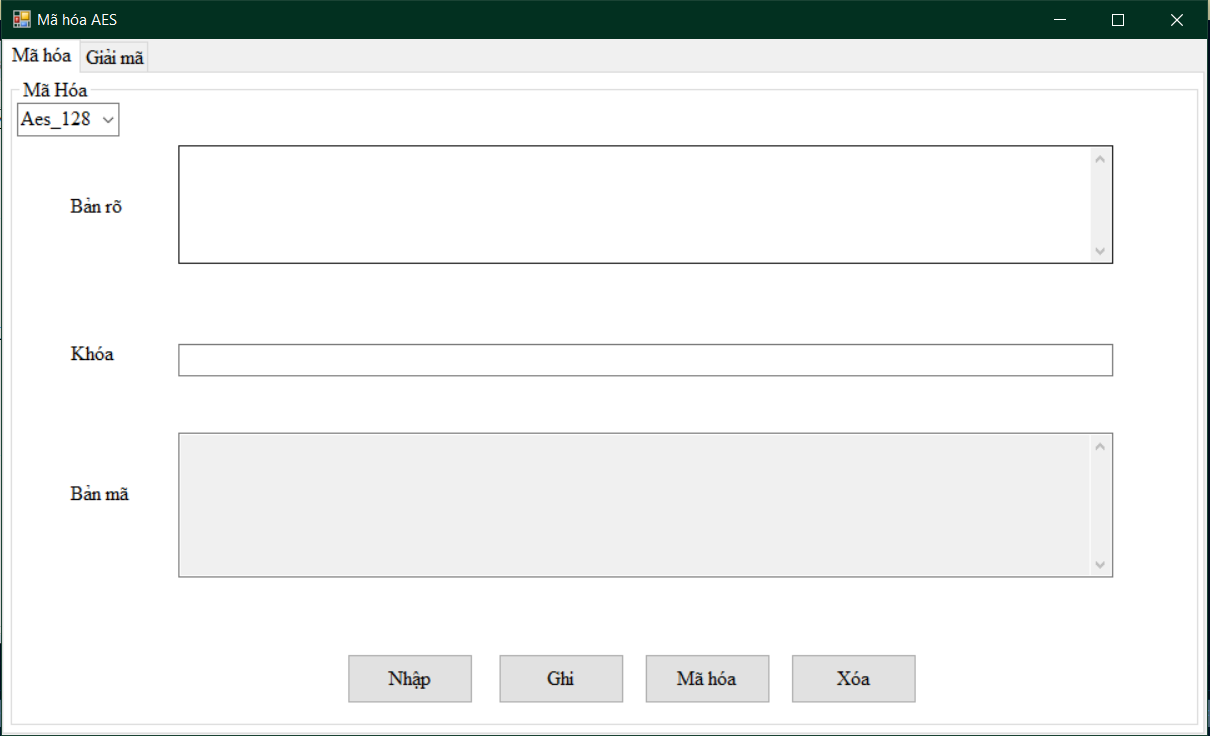 Mã hóa AES
Mã hóa Giải mã
Mã Hóa
Aes_128
Bản rõ
Khóa
Bản mã
Nhập Ghi Mã hóa Xóa